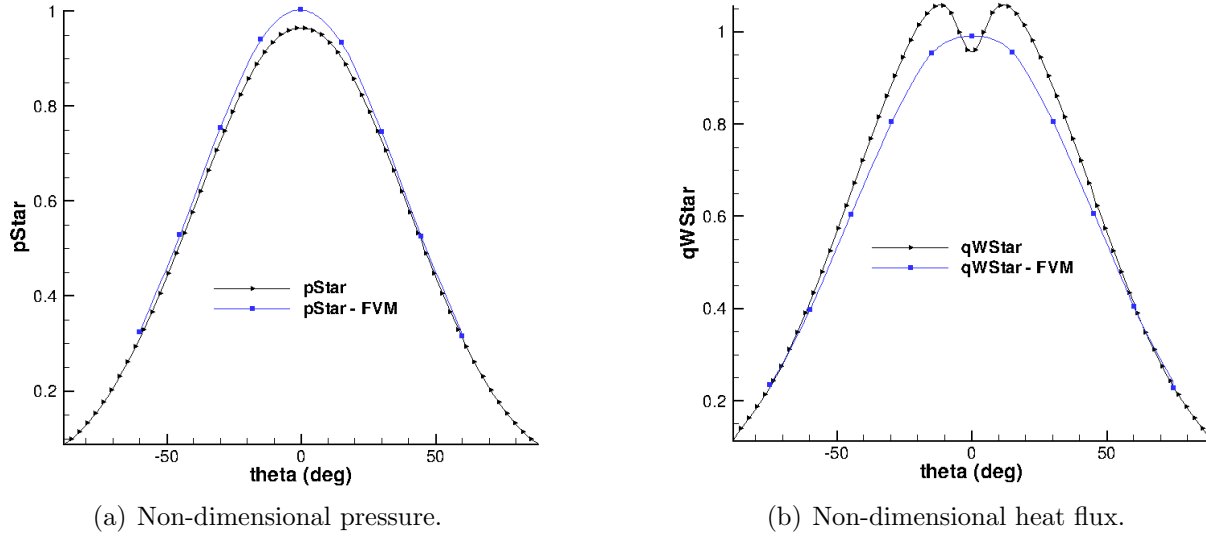 1
0.8
0.6
0.4
0.2
pStar
pStar
pStar - FVM
-50
0
50
theta (deg)
(a) Non-dimensional pressure.
1
0.8
0.6
0.4
0.2
qWStar
qWStar
qWStar - FVM
-50
0
50
theta (deg)
(b) Non-dimensional heat flux.